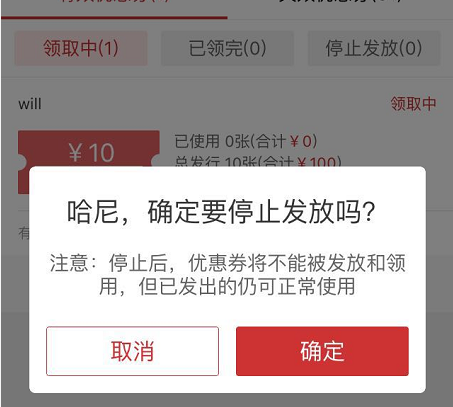 领取中(1)
已领完(0)
停止发放(0)
will
领取中
¥10
已使用 0张(合计¥0)
总发行 10张(合计¥100)
哈尼，确定要停止发放吗?
注意：停止后，优惠券将不能被发放和领
用，但已发出的仍可正常使用
取消
确定